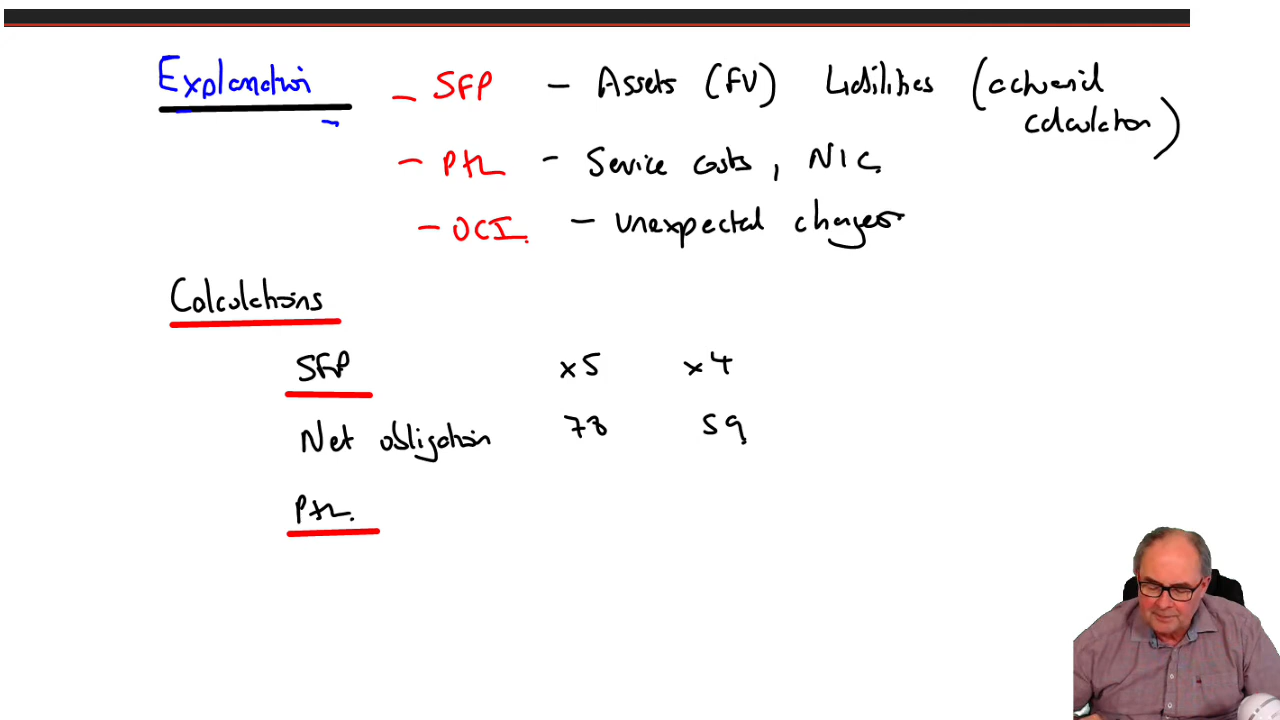 Explanation - SFP - Assets (FV) Liabilities (actuarial
calculation)
- P+L - Service costs, NIC
- OCI - unexpected changes
Calculations
SFP x5 x4
Net obligation 78 59
P+L.